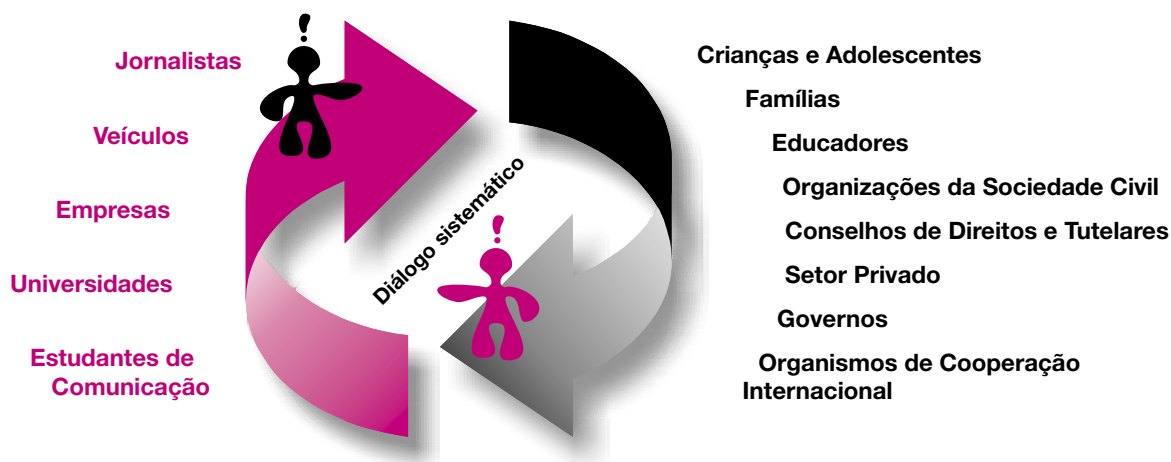 Jornalistas
Veículos
Empresas
Universidades
Estudantes de
Comunicação
Diálogo sistemático
Crianças e Adolescentes
Famílias
Educadores
Organizações da Sociedade Civil
Conselhos de Direitos e Tutelares
Setor Privado
Governos
Organismos de Cooperação
Internacional